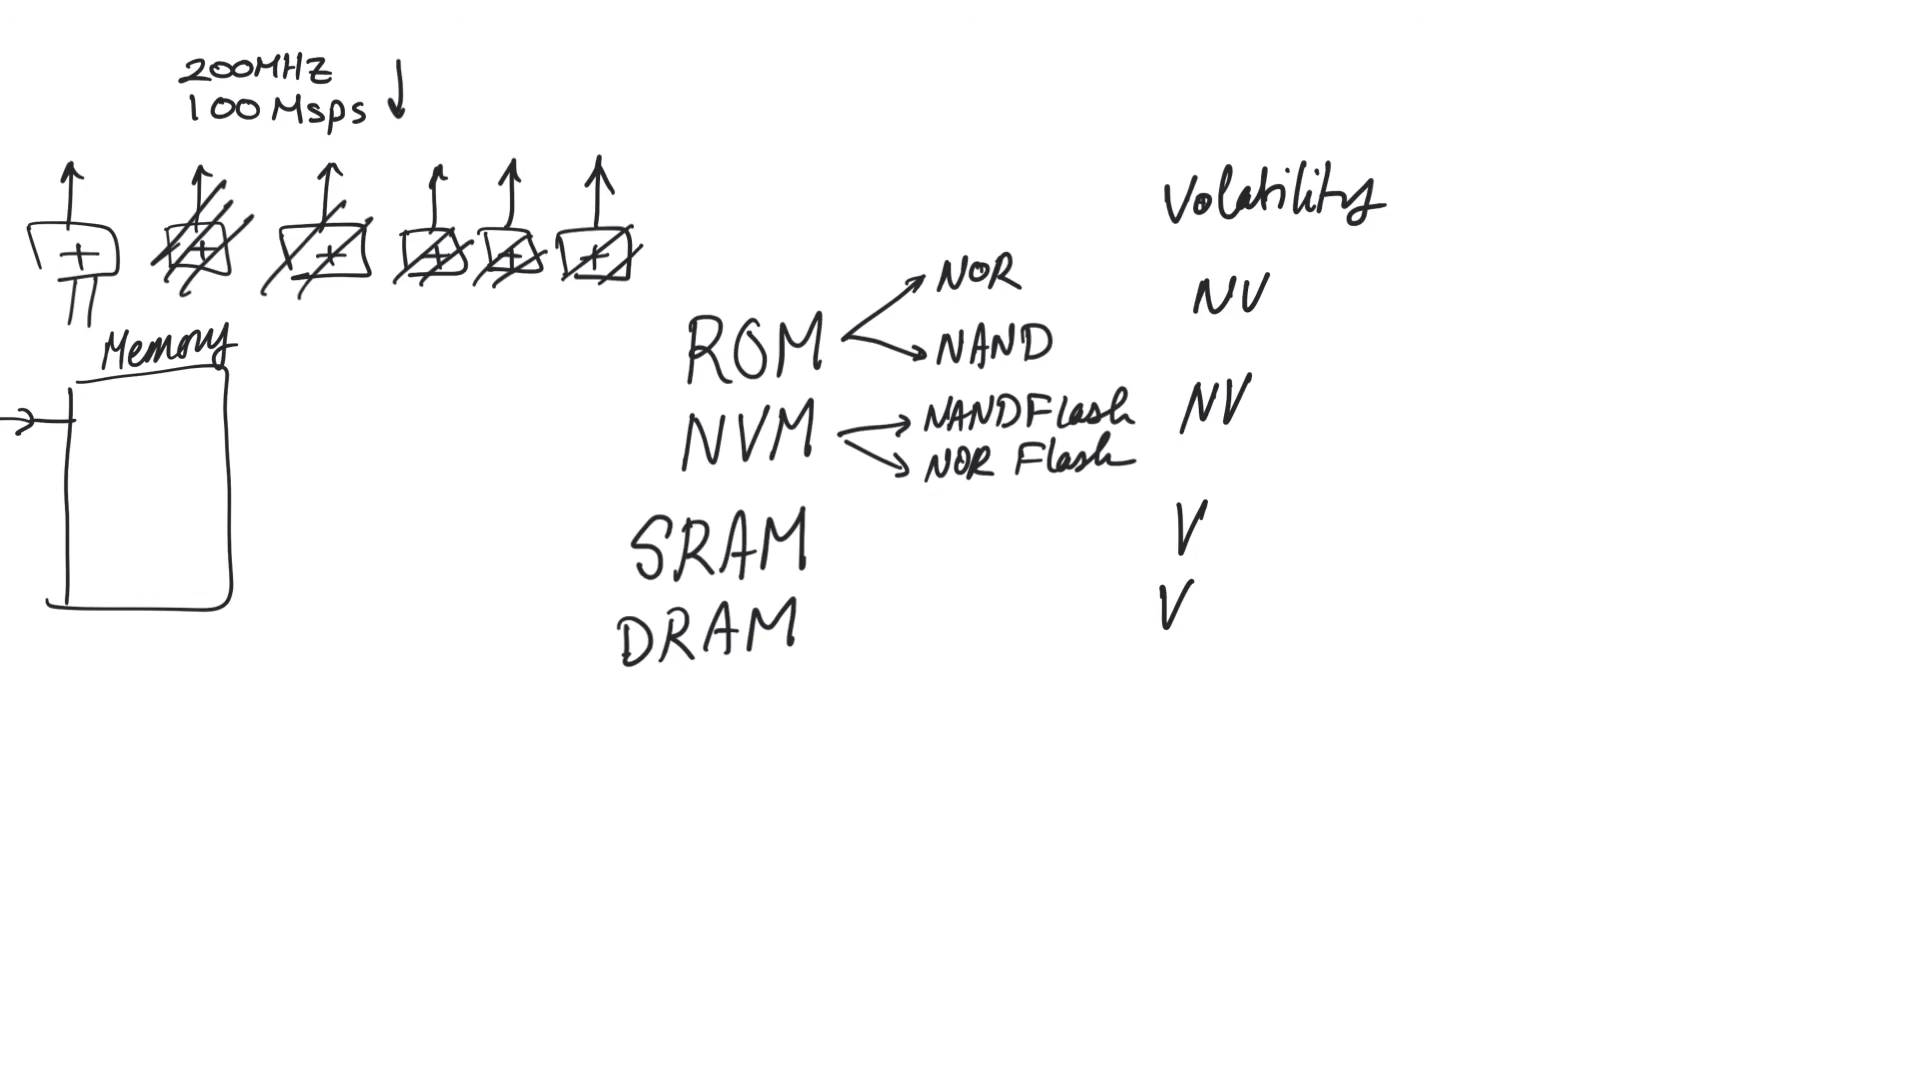 200MHZ
100 Msps
+ + + + + +
Memory
Volatility
ROM NOR NV
NAND
NVM NANDFlash NV
NOR Flash
SRAM V
DRAM V